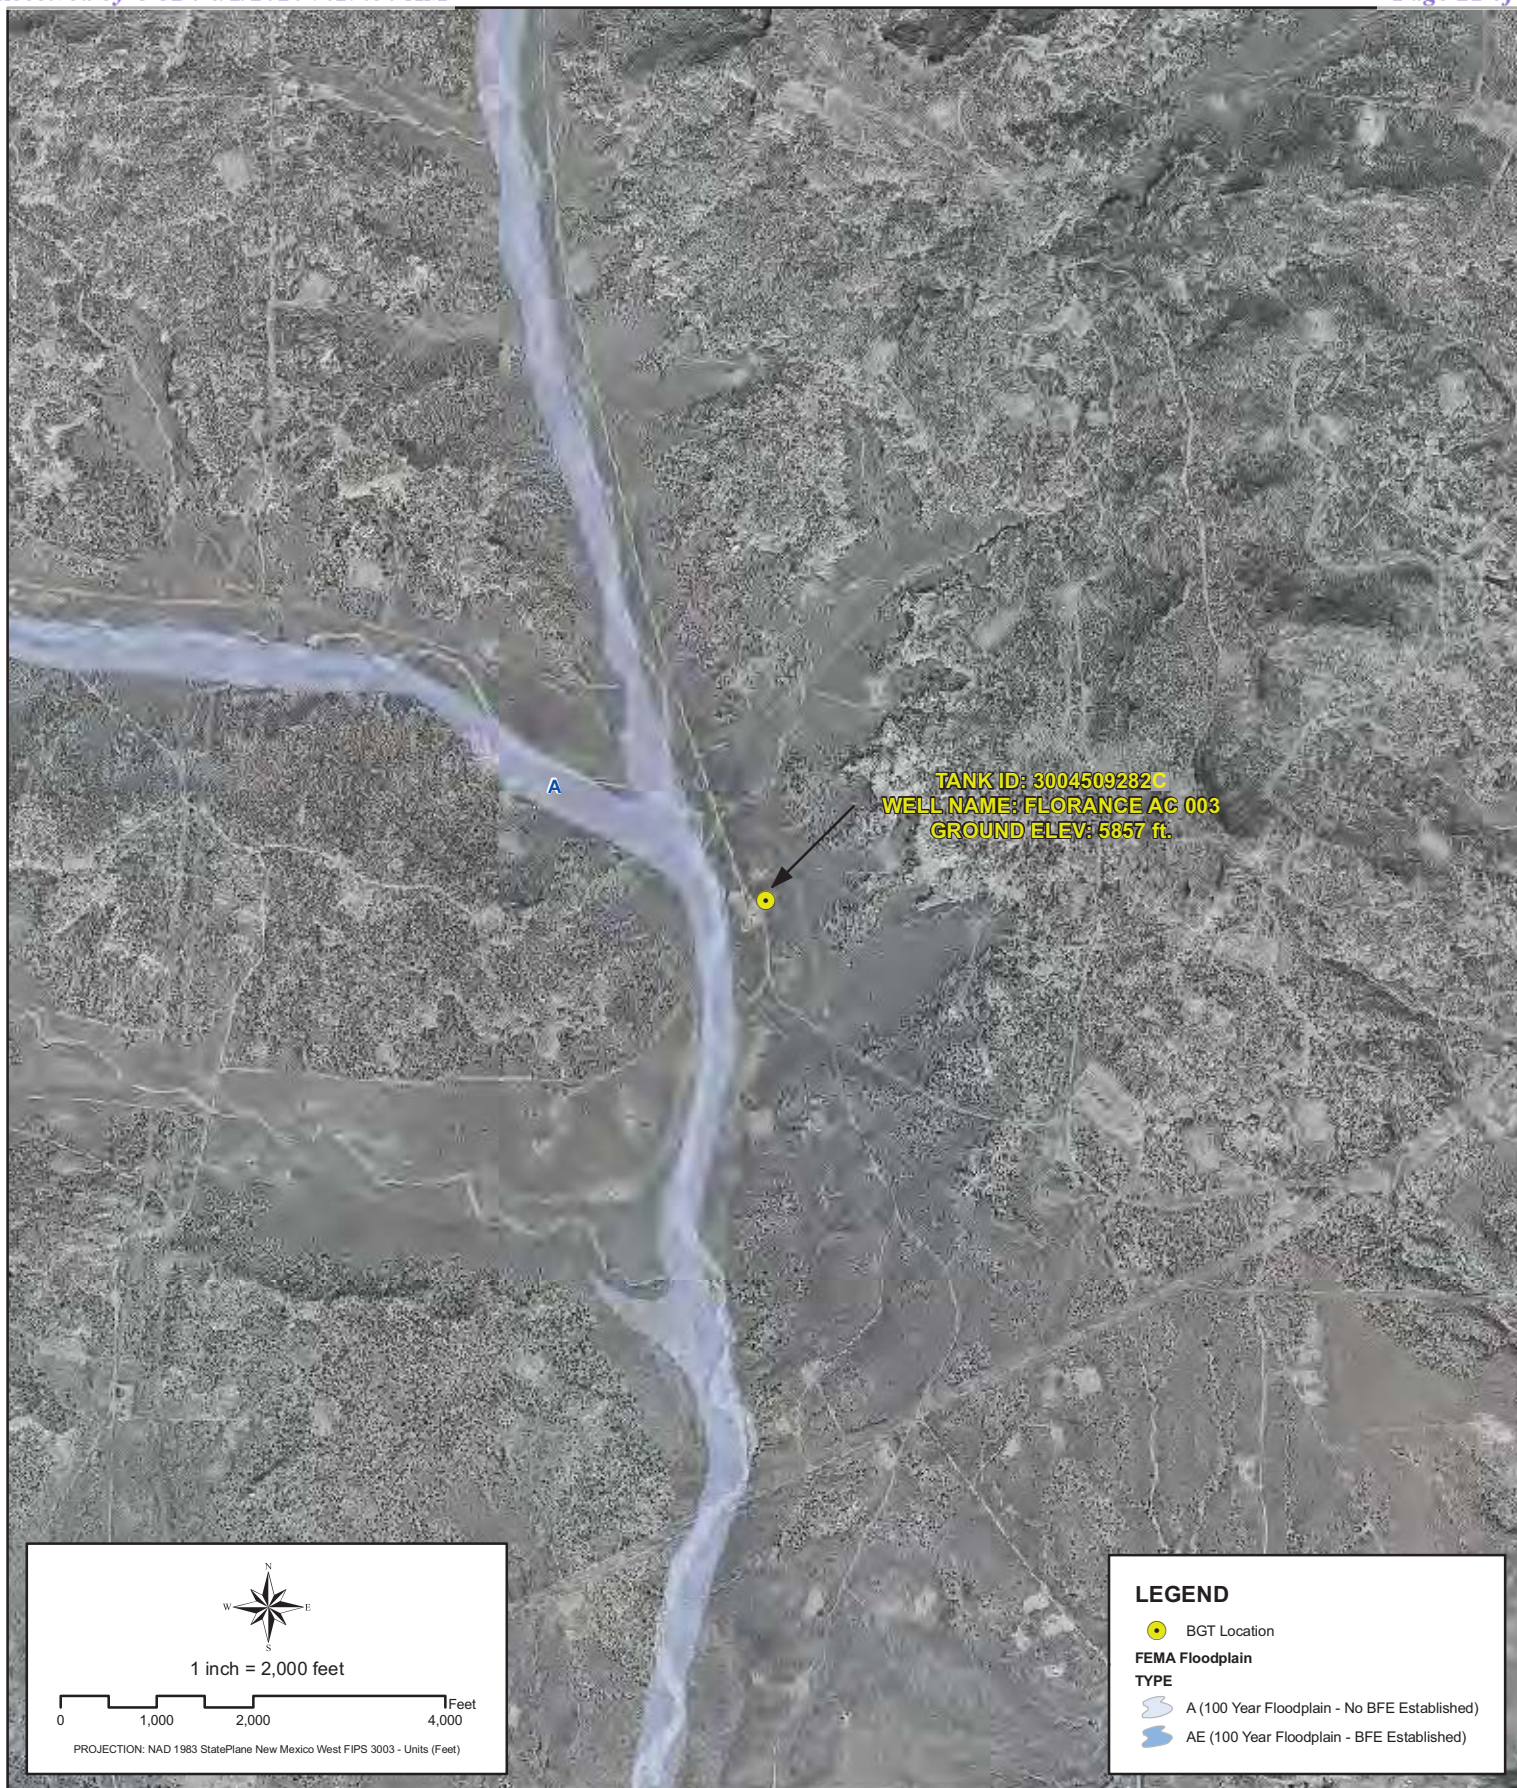 A
TANK ID: 3004509282C
WELL NAME: FLORANCE AC 003
GROUND ELEV: 5857 ft.
N
W E
S
1 inch = 2,000 feet
Feet
0 1,000 2,000 4,000
PROJECTION: NAD 1983 StatePlane New Mexico West FIPS 3003 - Units (Feet)
LEGEND
BGT Location
FEMA Floodplain
TYPE
A (100 Year Floodplain - No BFE Established)
AE (100 Year Floodplain - BFE Established)